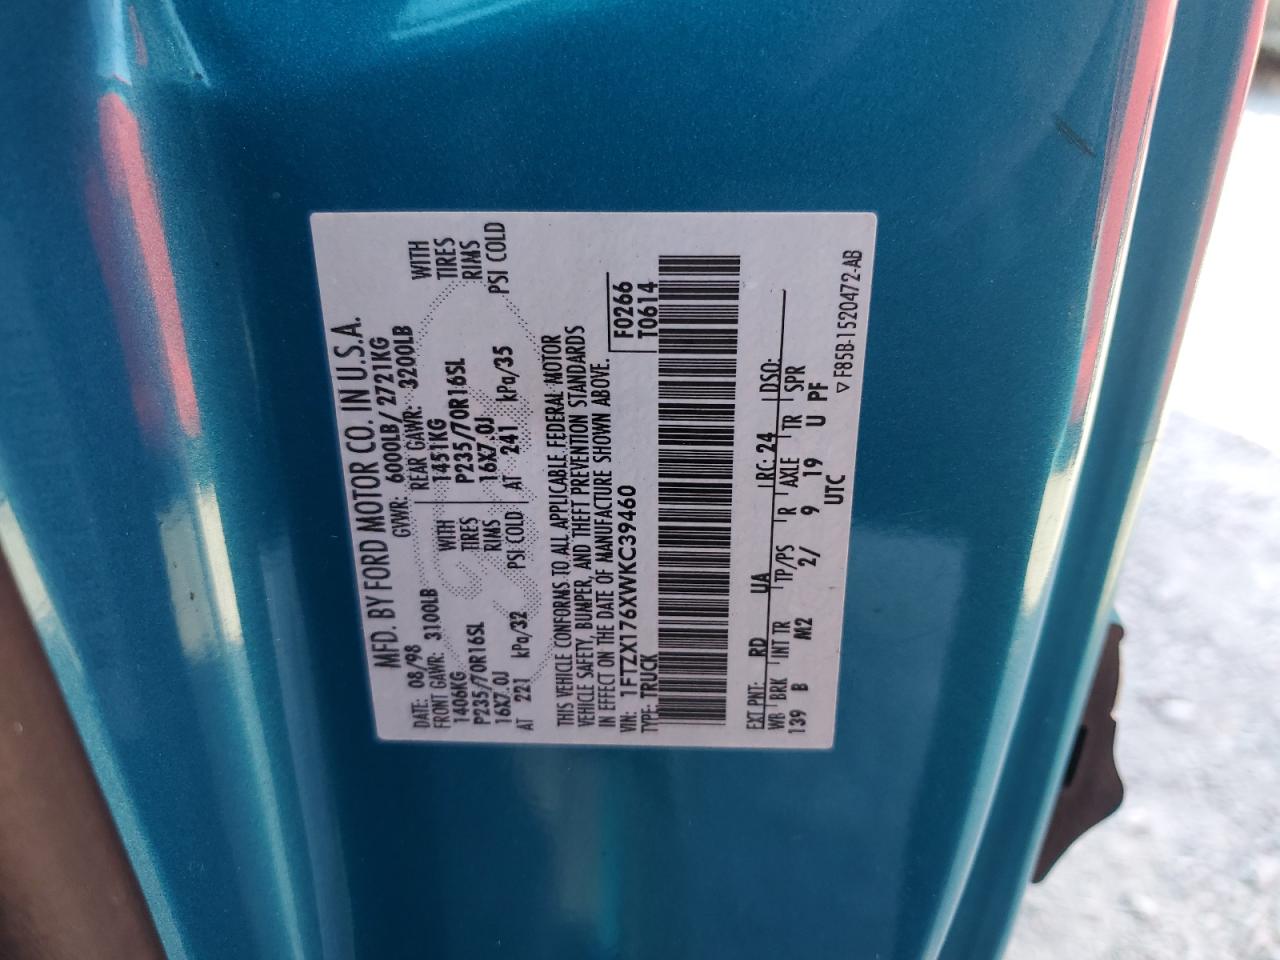 MFD. BY FORD MOTOR CO. IN U.S.A.
DATE: 08/98 GVWR: 6000LB/ 2721KG
FRONT GAWR: 3100LB REAR GAWR: 3200LB
1406KG WITH 1451KG WITH
P235/70R16SL TIRES P235/70R16SL TIRES
16X7.0J RIMS 16X7.0J RIMS
AT 221 kPa/32 PSI COLD AT 241 kPa/35 PSI COLD
THIS VEHICLE CONFORMS TO ALL APPLICABLE FEDERAL MOTOR
VEHICLE SAFETY, BUMPER, AND THEFT PREVENTION STANDARDS
IN EFFECT ON THE DATE OF MANUFACTURE SHOWN ABOVE.
VIN: 1FTZX176XWKC39460 F0266
TYPE: TRUCK T0614
EXT PNT: RD UA RC: 24 DSO:
WB BRK INT TR TP/PS R AXLE TR SPR
139 B M2 2/ 9 19 U PF
UTC
▽ F85B-1520472-AB